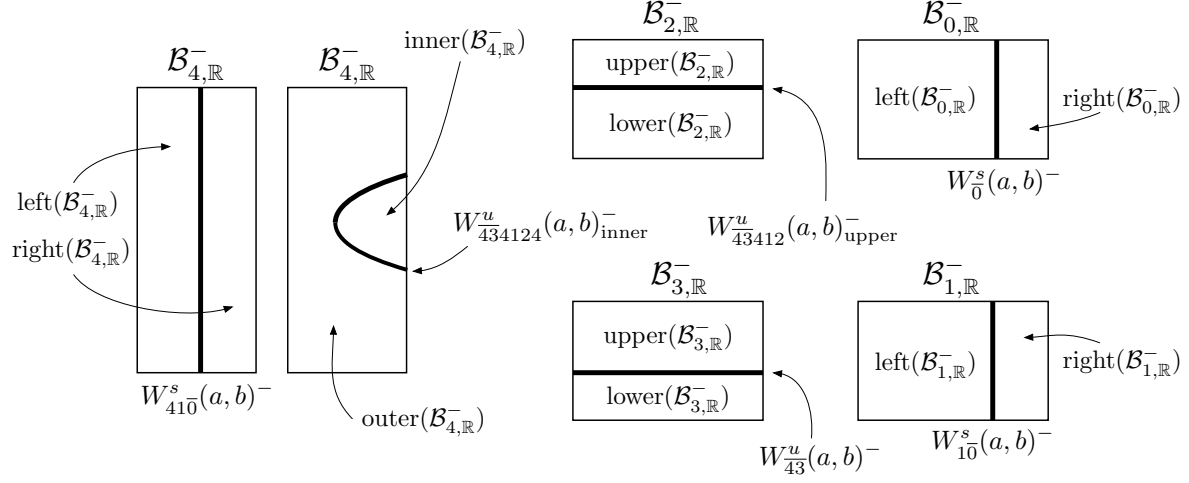 $\mathcal{B}^-_{4,\mathbb{R}}$
left($\mathcal{B}^-_{4,\mathbb{R}}$)
right($\mathcal{B}^-_{4,\mathbb{R}}$)
$W^s_{41\overline{0}}(a,b)^-$
$\mathcal{B}^-_{4,\mathbb{R}}$
inner($\mathcal{B}^-_{4,\mathbb{R}}$)
$W^u_{\overline{43}4124}(a,b)^-_{\text{inner}}$
outer($\mathcal{B}^-_{4,\mathbb{R}}$)
$\mathcal{B}^-_{2,\mathbb{R}}$
upper($\mathcal{B}^-_{2,\mathbb{R}}$)
lower($\mathcal{B}^-_{2,\mathbb{R}}$)
$W^u_{\overline{43}412}(a,b)^-_{\text{upper}}$
$\mathcal{B}^-_{0,\mathbb{R}}$
left($\mathcal{B}^-_{0,\mathbb{R}}$)
right($\mathcal{B}^-_{0,\mathbb{R}}$)
$W^s_{\overline{0}}(a,b)^-$
$\mathcal{B}^-_{3,\mathbb{R}}$
upper($\mathcal{B}^-_{3,\mathbb{R}}$)
lower($\mathcal{B}^-_{3,\mathbb{R}}$)
$W^u_{\overline{43}}(a,b)^-$
$\mathcal{B}^-_{1,\mathbb{R}}$
left($\mathcal{B}^-_{1,\mathbb{R}}$)
right($\mathcal{B}^-_{1,\mathbb{R}}$)
$W^s_{1\overline{0}}(a,b)^-$